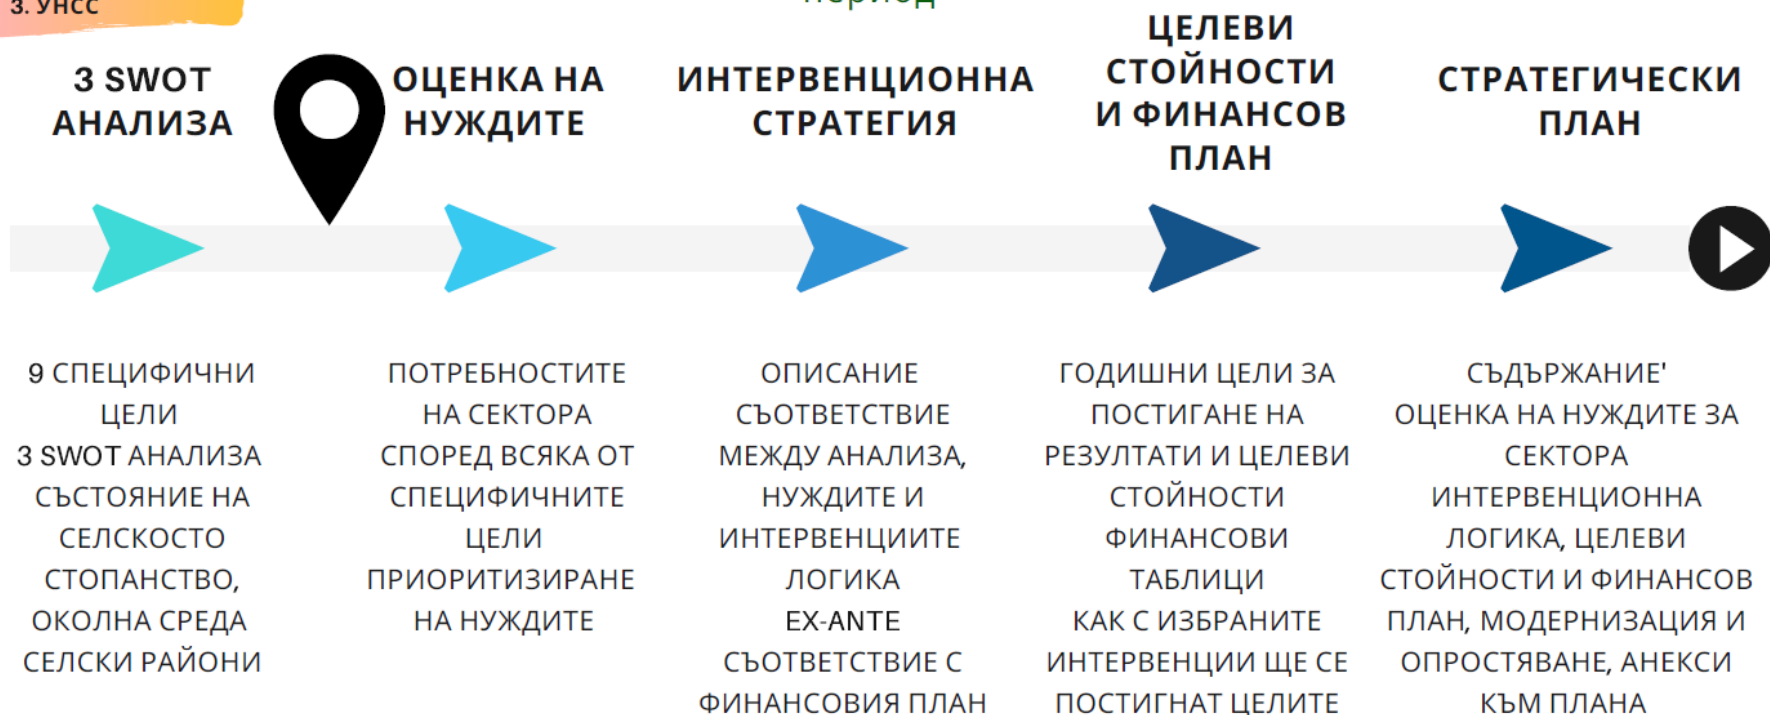 3. УНСС
период
3 SWOT
АНАЛИЗА
ОЦЕНКА НА
НУЖДИТЕ
ИНТЕРВЕНЦИОННА
СТРАТЕГИЯ
ЦЕЛЕВИ
СТОЙНОСТИ
И ФИНАНСОВ
ПЛАН
СТРАТЕГИЧЕСКИ
ПЛАН
9 СПЕЦИФИЧНИ
ЦЕЛИ
3 SWOT АНАЛИЗА
СЪСТОЯНИЕ НА
СЕЛСКОСТО
СТОПАНСТВО,
ОКОЛНА СРЕДА
СЕЛСКИ РАЙОНИ
ПОТРЕБНОСТИТЕ
НА СЕКТОРА
СПОРЕД ВСЯКА ОТ
СПЕЦИФИЧНИТЕ
ЦЕЛИ
ПРИОРИТИЗИРАНЕ
НА НУЖДИТЕ
ОПИСАНИЕ
СЪОТВЕТСТВИЕ
МЕЖДУ АНАЛИЗА,
НУЖДИТЕ И
ИНТЕРВЕНЦИИТЕ
ЛОГИКА
EX-ANTE
СЪОТВЕТСТВИЕ С
ФИНАНСОВИЯ ПЛАН
ГОДИШНИ ЦЕЛИ ЗА
ПОСТИГАНЕ НА
РЕЗУЛТАТИ И ЦЕЛЕВИ
СТОЙНОСТИ
ФИНАНСОВИ
ТАБЛИЦИ
КАК С ИЗБРАНИТЕ
ИНТЕРВЕНЦИИ ЩЕ СЕ
ПОСТИГНАТ ЦЕЛИТЕ
СЪДЪРЖАНИЕ'
ОЦЕНКА НА НУЖДИТЕ ЗА
СЕКТОРА
ИНТЕРВЕНЦИОННА
ЛОГИКА, ЦЕЛЕВИ
СТОЙНОСТИ И ФИНАНСОВ
ПЛАН, МОДЕРНИЗАЦИЯ И
ОПРОСТЯВАНЕ, АНЕКСИ
КЪМ ПЛАНА